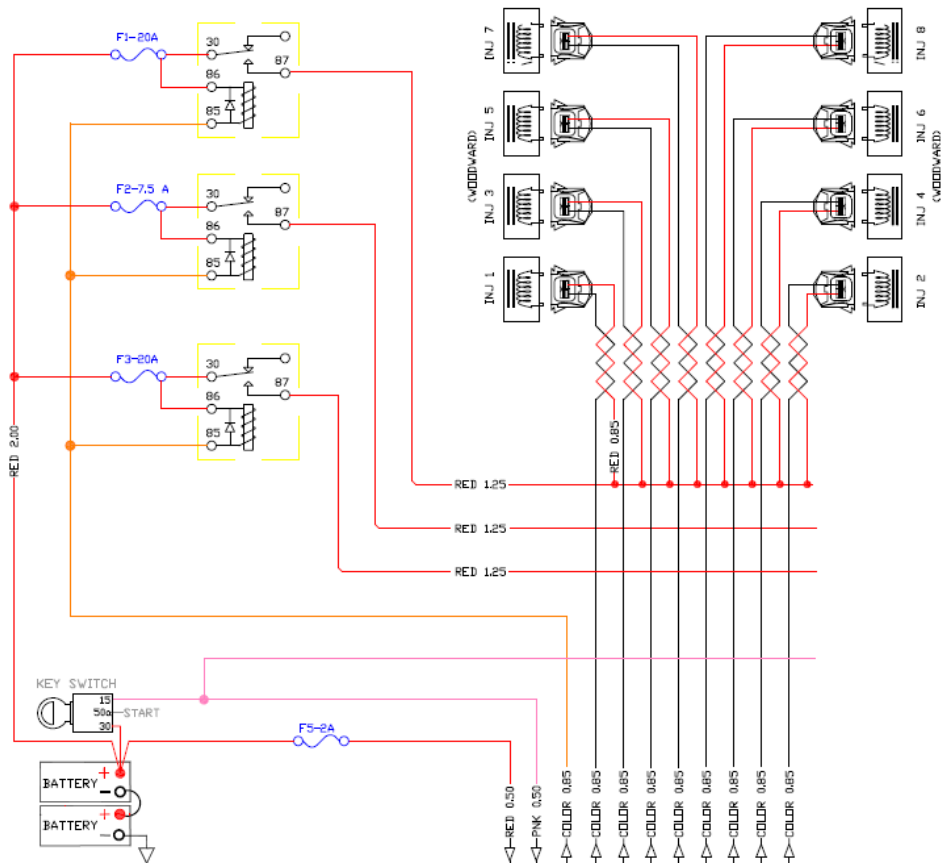 F1-20A
30
87
86
85
F2-7.5 A
30
87
86
85
F3-20A
30
87
86
85
RED 2.00
INJ 7
INJ 5
INJ 3
INJ 1
(WOODWARD)
INJ 8
INJ 6
INJ 4
INJ 2
(WOODWARD)
RED 0.85
RED 1.25
RED 1.25
RED 1.25
KEY SWITCH
15
50a
START
30
F5-2A
BATTERY + -
BATTERY + -
RED 0.50
PNK 0.50
COLOR 0.85
COLOR 0.85
COLOR 0.85
COLOR 0.85
COLOR 0.85
COLOR 0.85
COLOR 0.85
COLOR 0.85
COLOR 0.85